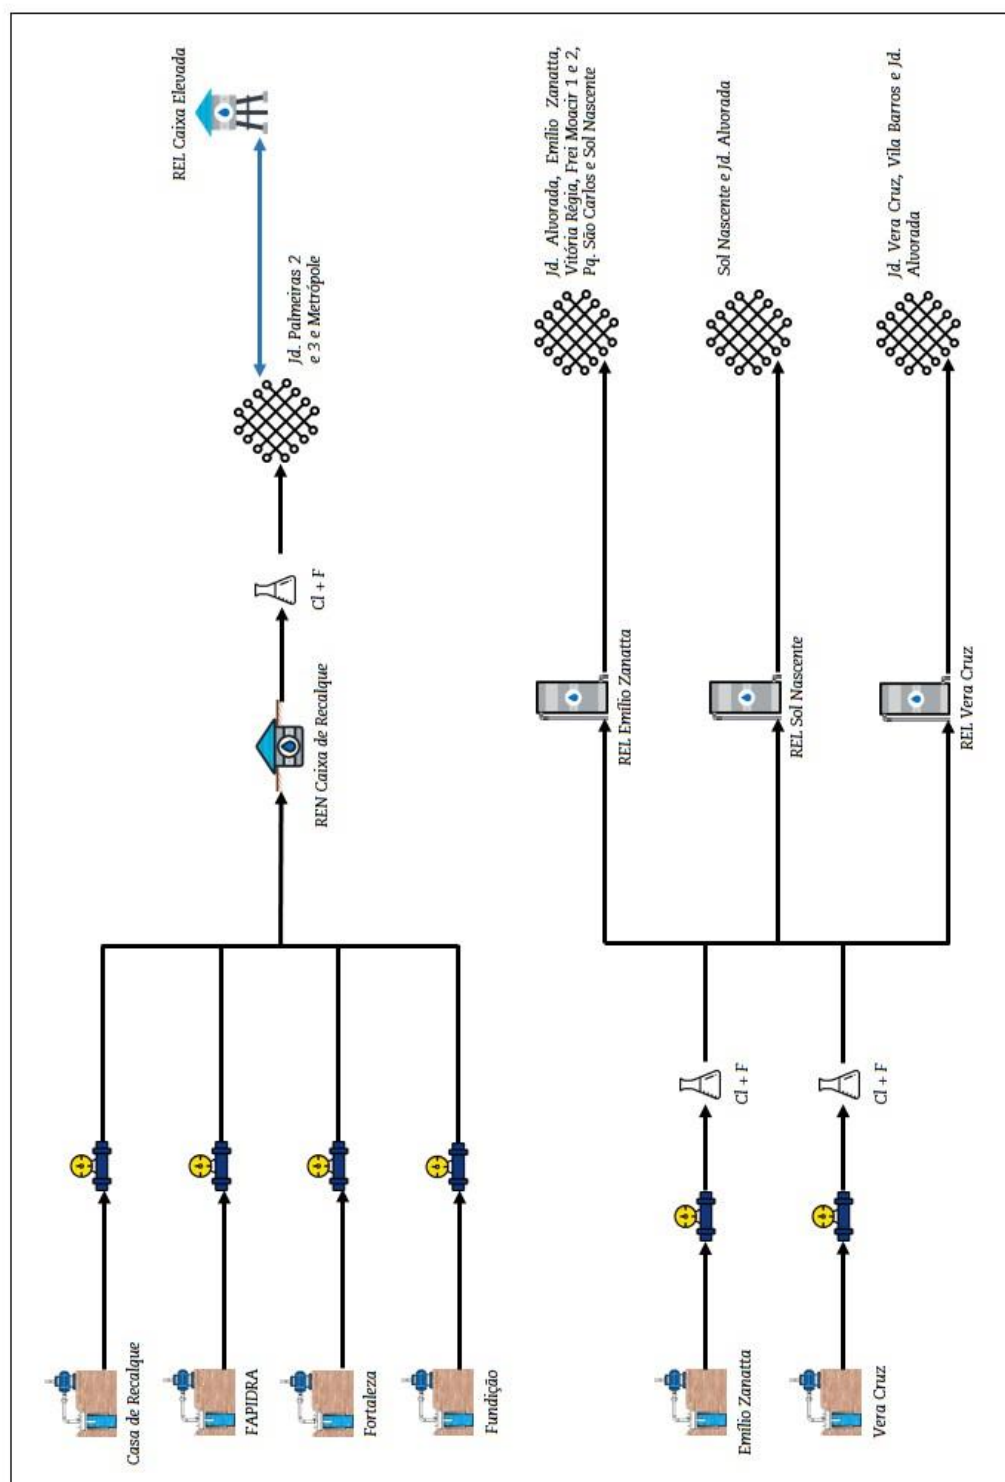 REL Caixa Elevada
Jd. Palmeiras 2
e 3 e Metrópole
Cl + F
REN Caixa de Recalque
Casa de Recalque
FAPIDRA
Fortaleza
Fundição
Jd. Alvorada, Emílio Zanatta,
Vitória Régia, Frei Moacir 1 e 2,
Pq. São Carlos e Sol Nascente
Sol Nascente e Jd. Alvorada
Jd. Vera Cruz, Vila Barros e Jd.
Alvorada
REL Emílio Zanatta
REL Sol Nascente
REL Vera Cruz
Cl + F
Cl + F
Emílio Zanatta
Vera Cruz